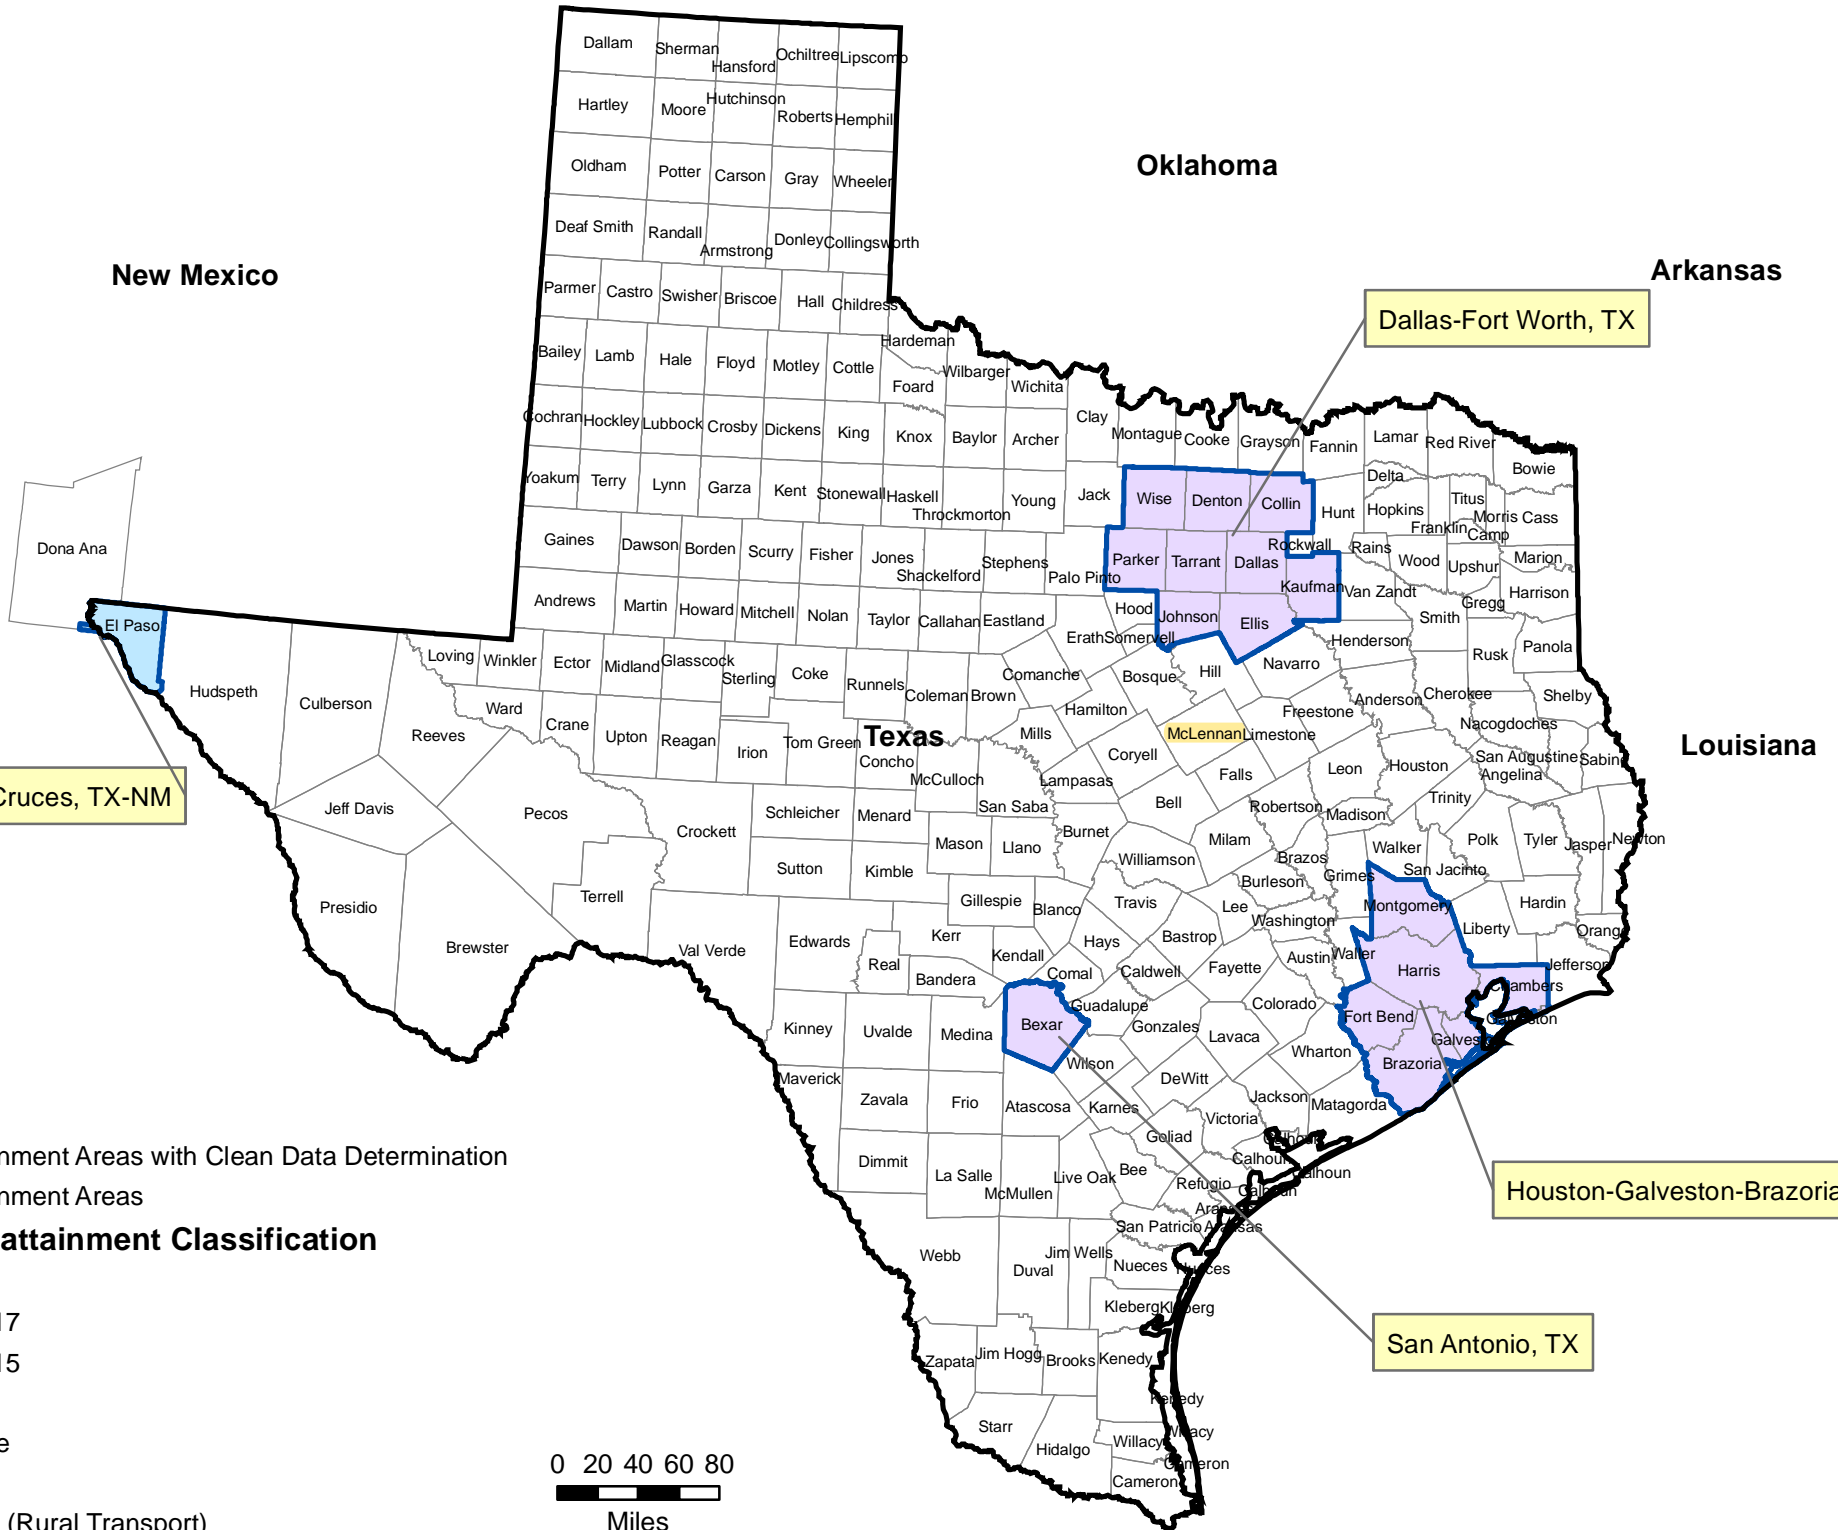 Dallam
Sherman
Hansford
Ochiltree
Lipscomb
Hartley
Moore
Hutchinson
Roberts
Hemphill
Oklahoma
Oldham
Potter
Carson
Gray
Wheeler
Deaf Smith
Randall
Armstrong
Donley
Collingsworth
New Mexico
Arkansas
Parmer
Castro
Swisher
Briscoe
Hall
Childress
Dallas-Fort Worth, TX
Bailey
Lamb
Hale
Floyd
Motley
Cottle
Hardeman
Foard
Wilbarger
Wichita
Clay
Cochran
Hockley
Lubbock
Crosby
Dickens
King
Knox
Baylor
Archer
Montague
Cooke
Grayson
Fannin
Lamar
Red River
Bowie
Yoakum
Terry
Lynn
Garza
Kent
Stonewall
Haskell
Throckmorton
Young
Jack
Wise
Denton
Collin
Hunt
Delta
Hopkins
Franklin
Titus
Camp
Morris
Cass
Dona Ana
Gaines
Dawson
Borden
Scurry
Fisher
Jones
Shackelford
Stephens
Palo Pinto
Parker
Tarrant
Dallas
Rockwall
Kaufman
Rains
Van Zandt
Wood
Upshur
Marion
Harrison
Gregg
Smith
El Paso
Andrews
Martin
Howard
Mitchell
Nolan
Taylor
Callahan
Eastland
Erath
Hood
Somervell
Johnson
Ellis
Henderson
Navarro
Rusk
Panola
Hudspeth
Culberson
Reeves
Loving
Winkler
Ector
Midland
Glasscock
Sterling
Coke
Runnels
Coleman
Brown
Comanche
Hamilton
Bosque
Hill
Freestone
Anderson
Cherokee
Shelby
Nacogdoches
Ward
Crane
Upton
Reagan
Irion
Tom Green
Texas
Concho
McCulloch
Mills
Lampasas
Coryell
McLennan
Limestone
Falls
Leon
Houston
San Augustine
Angelina
Sabin
Louisiana
Cruces, TX-NM
Jeff Davis
Pecos
Crockett
Schleicher
Menard
San Saba
Burnet
Bell
Robertson
Madison
Trinity
Polk
Tyler
Jasper
Newton
Mason
Llano
Milam
Williamson
Brazos
Walker
San Jacinto
Grimes
Presidio
Brewster
Terrell
Sutton
Kimble
Gillespie
Blanco
Travis
Lee
Burleson
Washington
Montgomery
Liberty
Hardin
Orang
Val Verde
Edwards
Kerr
Real
Bandera
Kendall
Hays
Comal
Bastrop
Caldwell
Fayette
Austin
Waller
Harris
Jefferson
Chambers
Galveston
Kinney
Uvalde
Medina
Bexar
Guadalupe
Gonzales
Lavaca
Colorado
Fort Bend
Galves
Brazoria
Wharton
Wilson
Maverick
Zavala
Frio
Atascosa
Karnes
DeWitt
Jackson
Matagorda
Victoria
Goliad
Calhoun
Calhoun
Calhoun
Calhoun
nment Areas with Clean Data Determination
Dimmit
La Salle
McMullen
Live Oak
Bee
Refugio
Aransas
Aransas
San Patricio
nment Areas
Houston-Galveston-Brazoria
attainment Classification
Webb
Duval
Jim Wells
Nueces
Nueces
Kleberg
Kleberg
17
San Antonio, TX
15
Zapata
Jim Hogg
Brooks
Kenedy
Kenedy
e
Starr
Hidalgo
Willacy
Willacy
Cameron
Cameron
0 20 40 60 80
Miles
(Rural Transport)